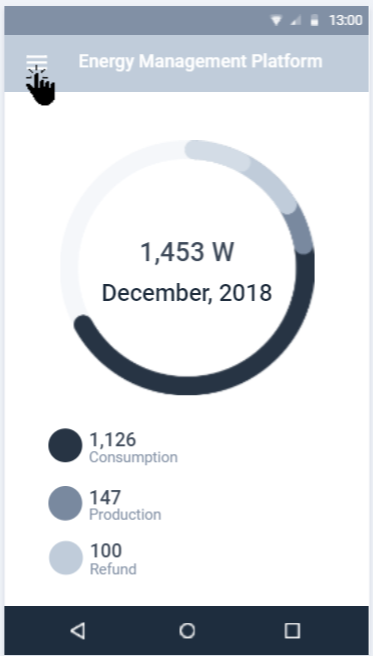 13:00
Energy Management Platform
1,453 W
December, 2018
1,126
Consumption
147
Production
100
Refund